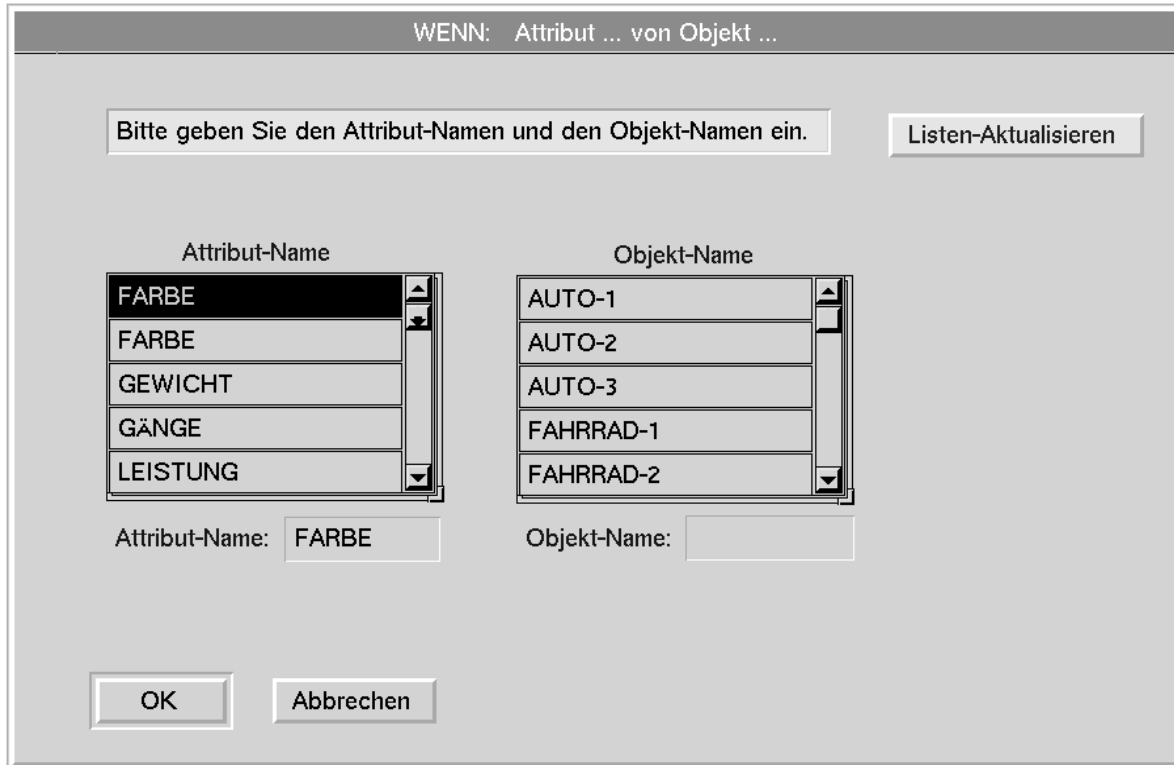 WENN: Attribut ... von Objekt ...
Bitte geben Sie den Attribut-Namen und den Objekt-Namen ein.
Listen-Aktualisieren
Attribut-Name
FARBE
FARBE
GEWICHT
GÄNGE
LEISTUNG
Attribut-Name: FARBE
Objekt-Name
AUTO-1
AUTO-2
AUTO-3
FAHRRAD-1
FAHRRAD-2
Objekt-Name:
OK
Abbrechen